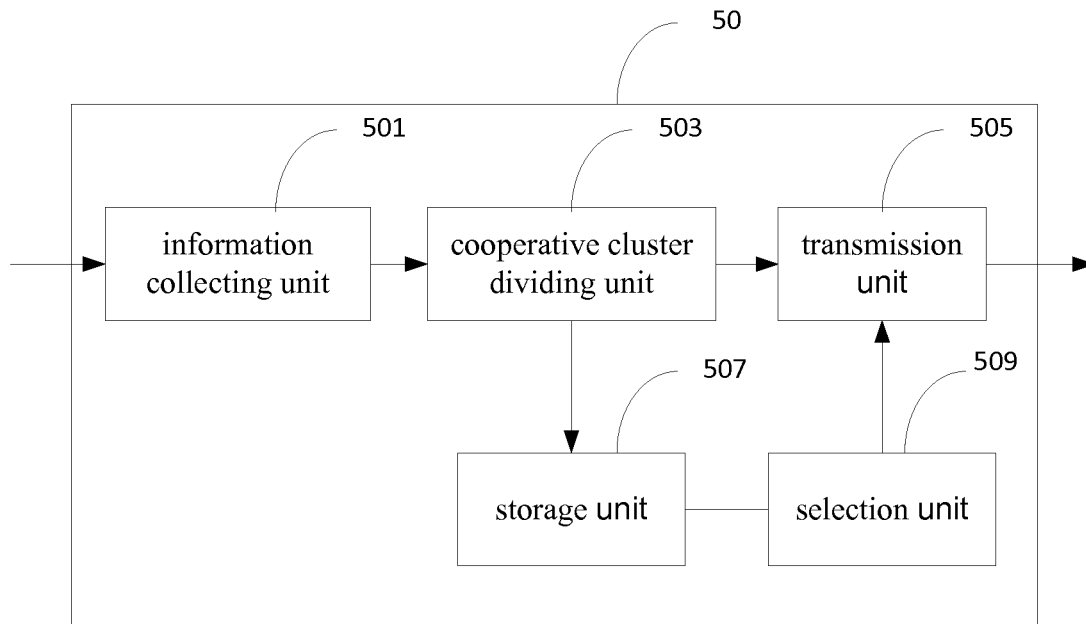 50
501
503
505
information
collecting unit
cooperative cluster
dividing unit
transmission
unit
507
509
storage unit
selection unit